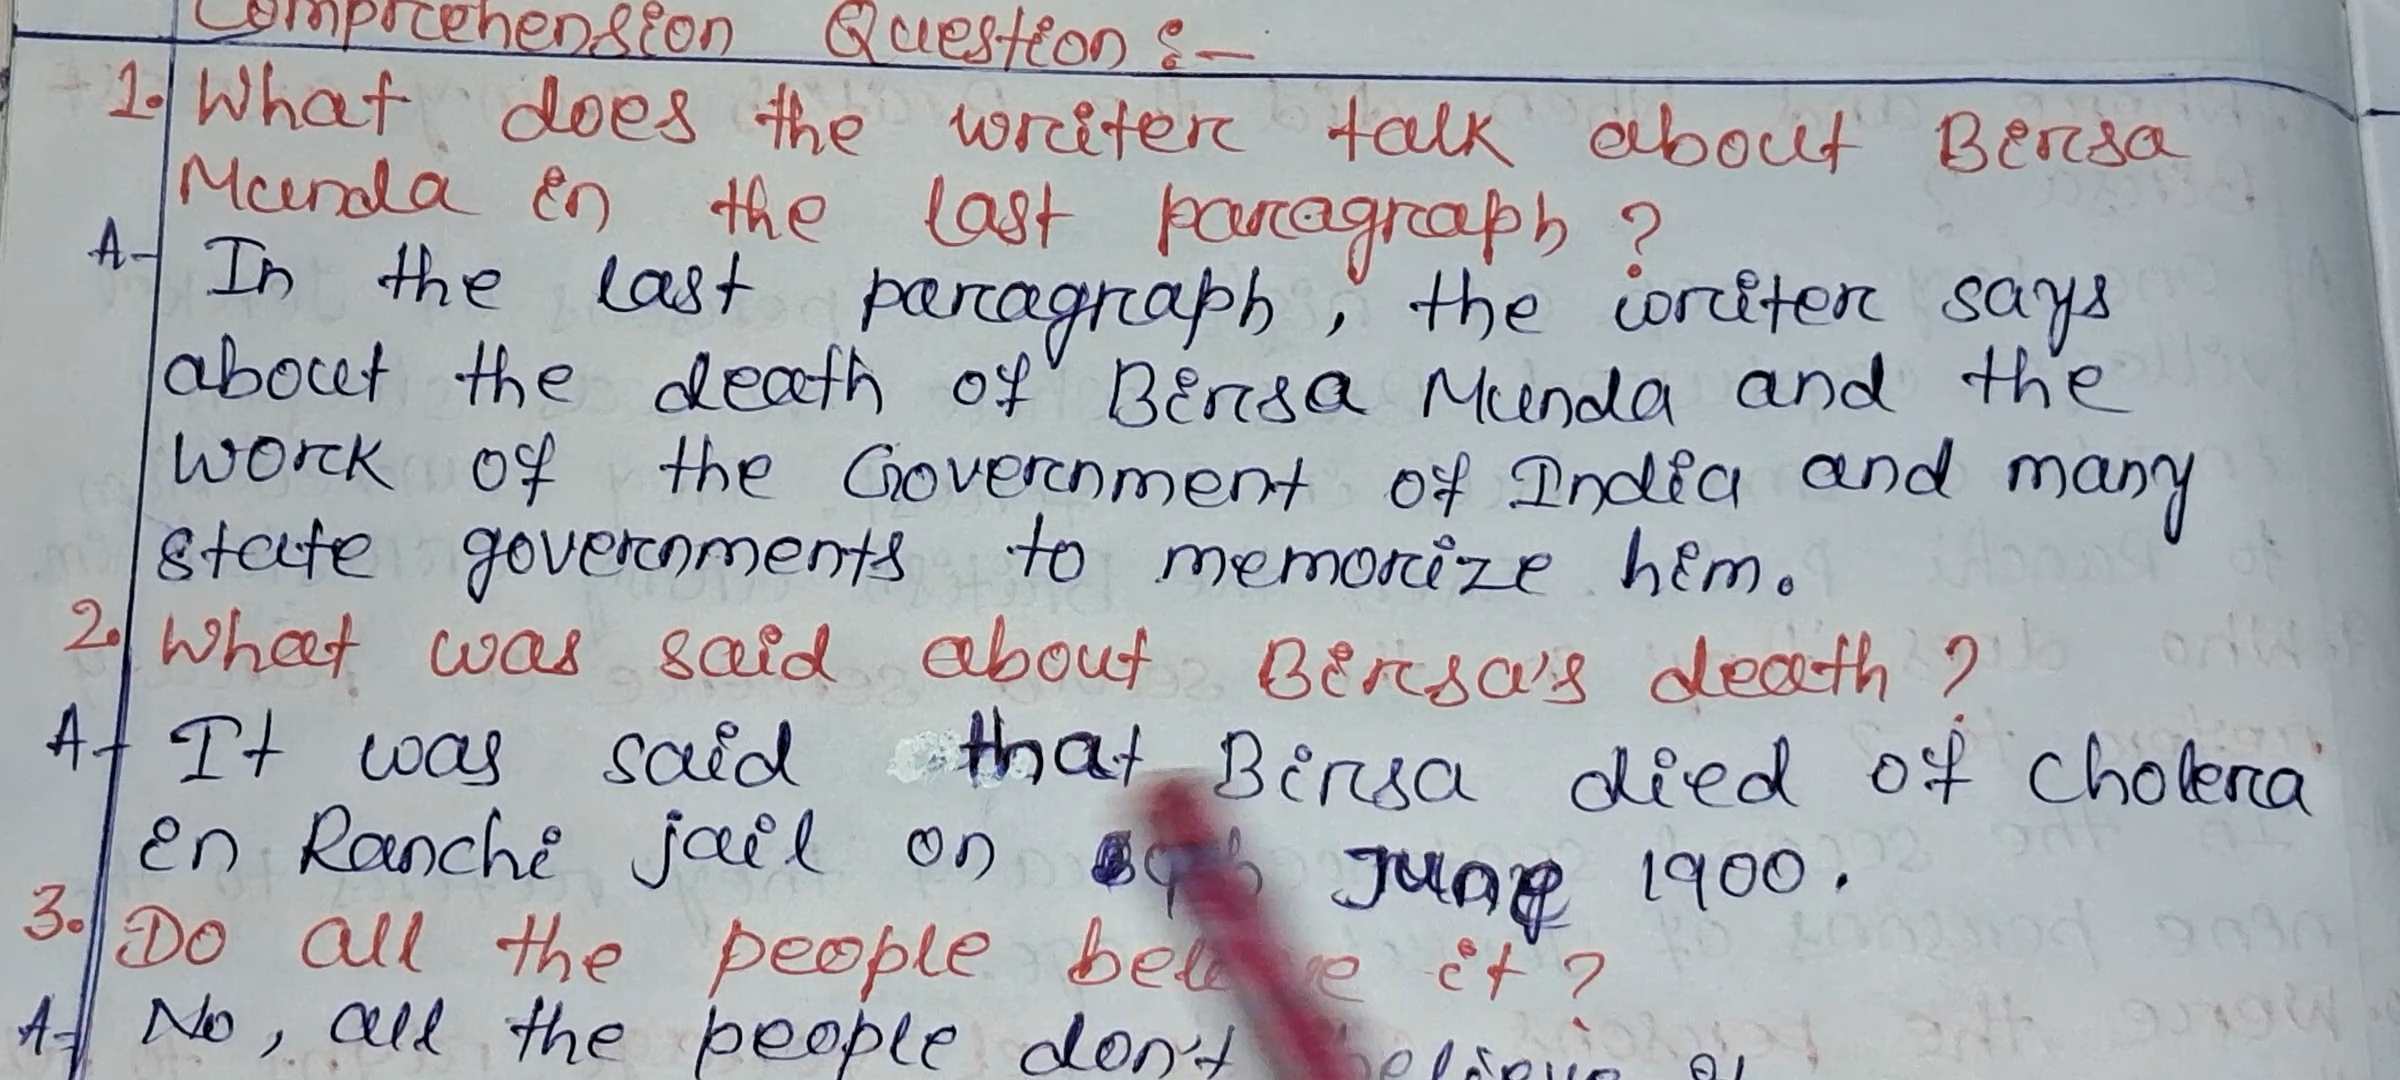 Comprehension Question :-
1. What does the writer talk about Birsa
Munda in the last paragraph ?
A- In the last paragraph, the writer says
about the death of Birsa Munda and the
work of the Government of India and many
state governments to memorize him.
2. What was said about Birsa's death ?
A- It was said that Birsa died of cholera
in Ranchi jail on June 1900.
3. Do all the people it ?
A- No, all the people don't believe